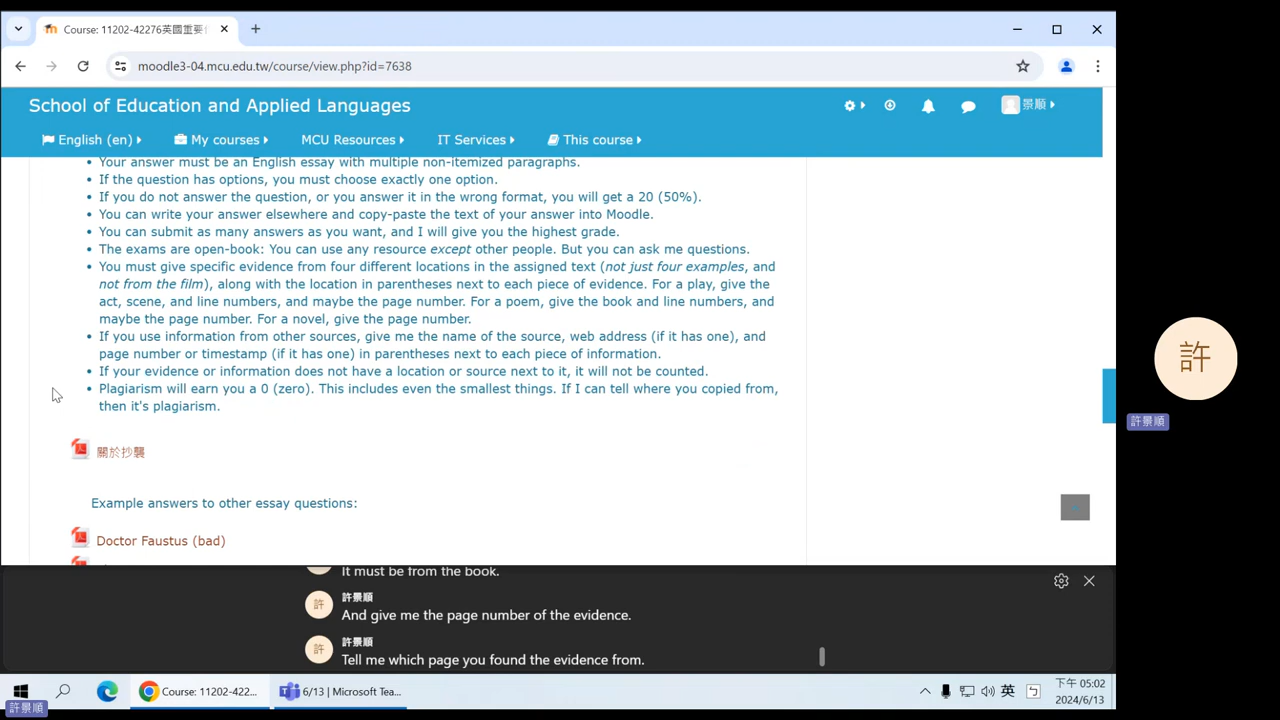 Course: 11202-42276英國重要
moodle3-04.mcu.edu.tw/course/view.php?id=7638
School of Education and Applied Languages
景順
English (en)
My courses
MCU Resources
IT Services
This course
Your answer must be an English essay with multiple non-itemized paragraphs.
If the question has options, you must choose exactly one option.
If you do not answer the question, or you answer it in the wrong format, you will get a 20 (50%).
You can write your answer elsewhere and copy-paste the text of your answer into Moodle.
You can submit as many answers as you want, and I will give you the highest grade.
The exams are open-book: You can use any resource except other people. But you can ask me questions.
You must give specific evidence from four different locations in the assigned text (not just four examples, and
not from the film), along with the location in parentheses next to each piece of evidence. For a play, give the
act, scene, and line numbers, and maybe the page number. For a poem, give the book and line numbers, and
maybe the page number. For a novel, give the page number.
If you use information from other sources, give me the name of the source, web address (if it has one), and
page number or timestamp (if it has one) in parentheses next to each piece of information.
If your evidence or information does not have a location or source next to it, it will not be counted.
Plagiarism will earn you a 0 (zero). This includes even the smallest things. If I can tell where you copied from,
then it's plagiarism.
關於抄襲
Example answers to other essay questions:
Doctor Faustus (bad)
It must be from the book.
許
許景順
And give me the page number of the evidence.
許
許景順
Tell me which page you found the evidence from.
許
許景順
Course: 11202-422...
6/13 | Microsoft Tea...
英
ㄅ
下午 05:02
2024/6/13
許景順